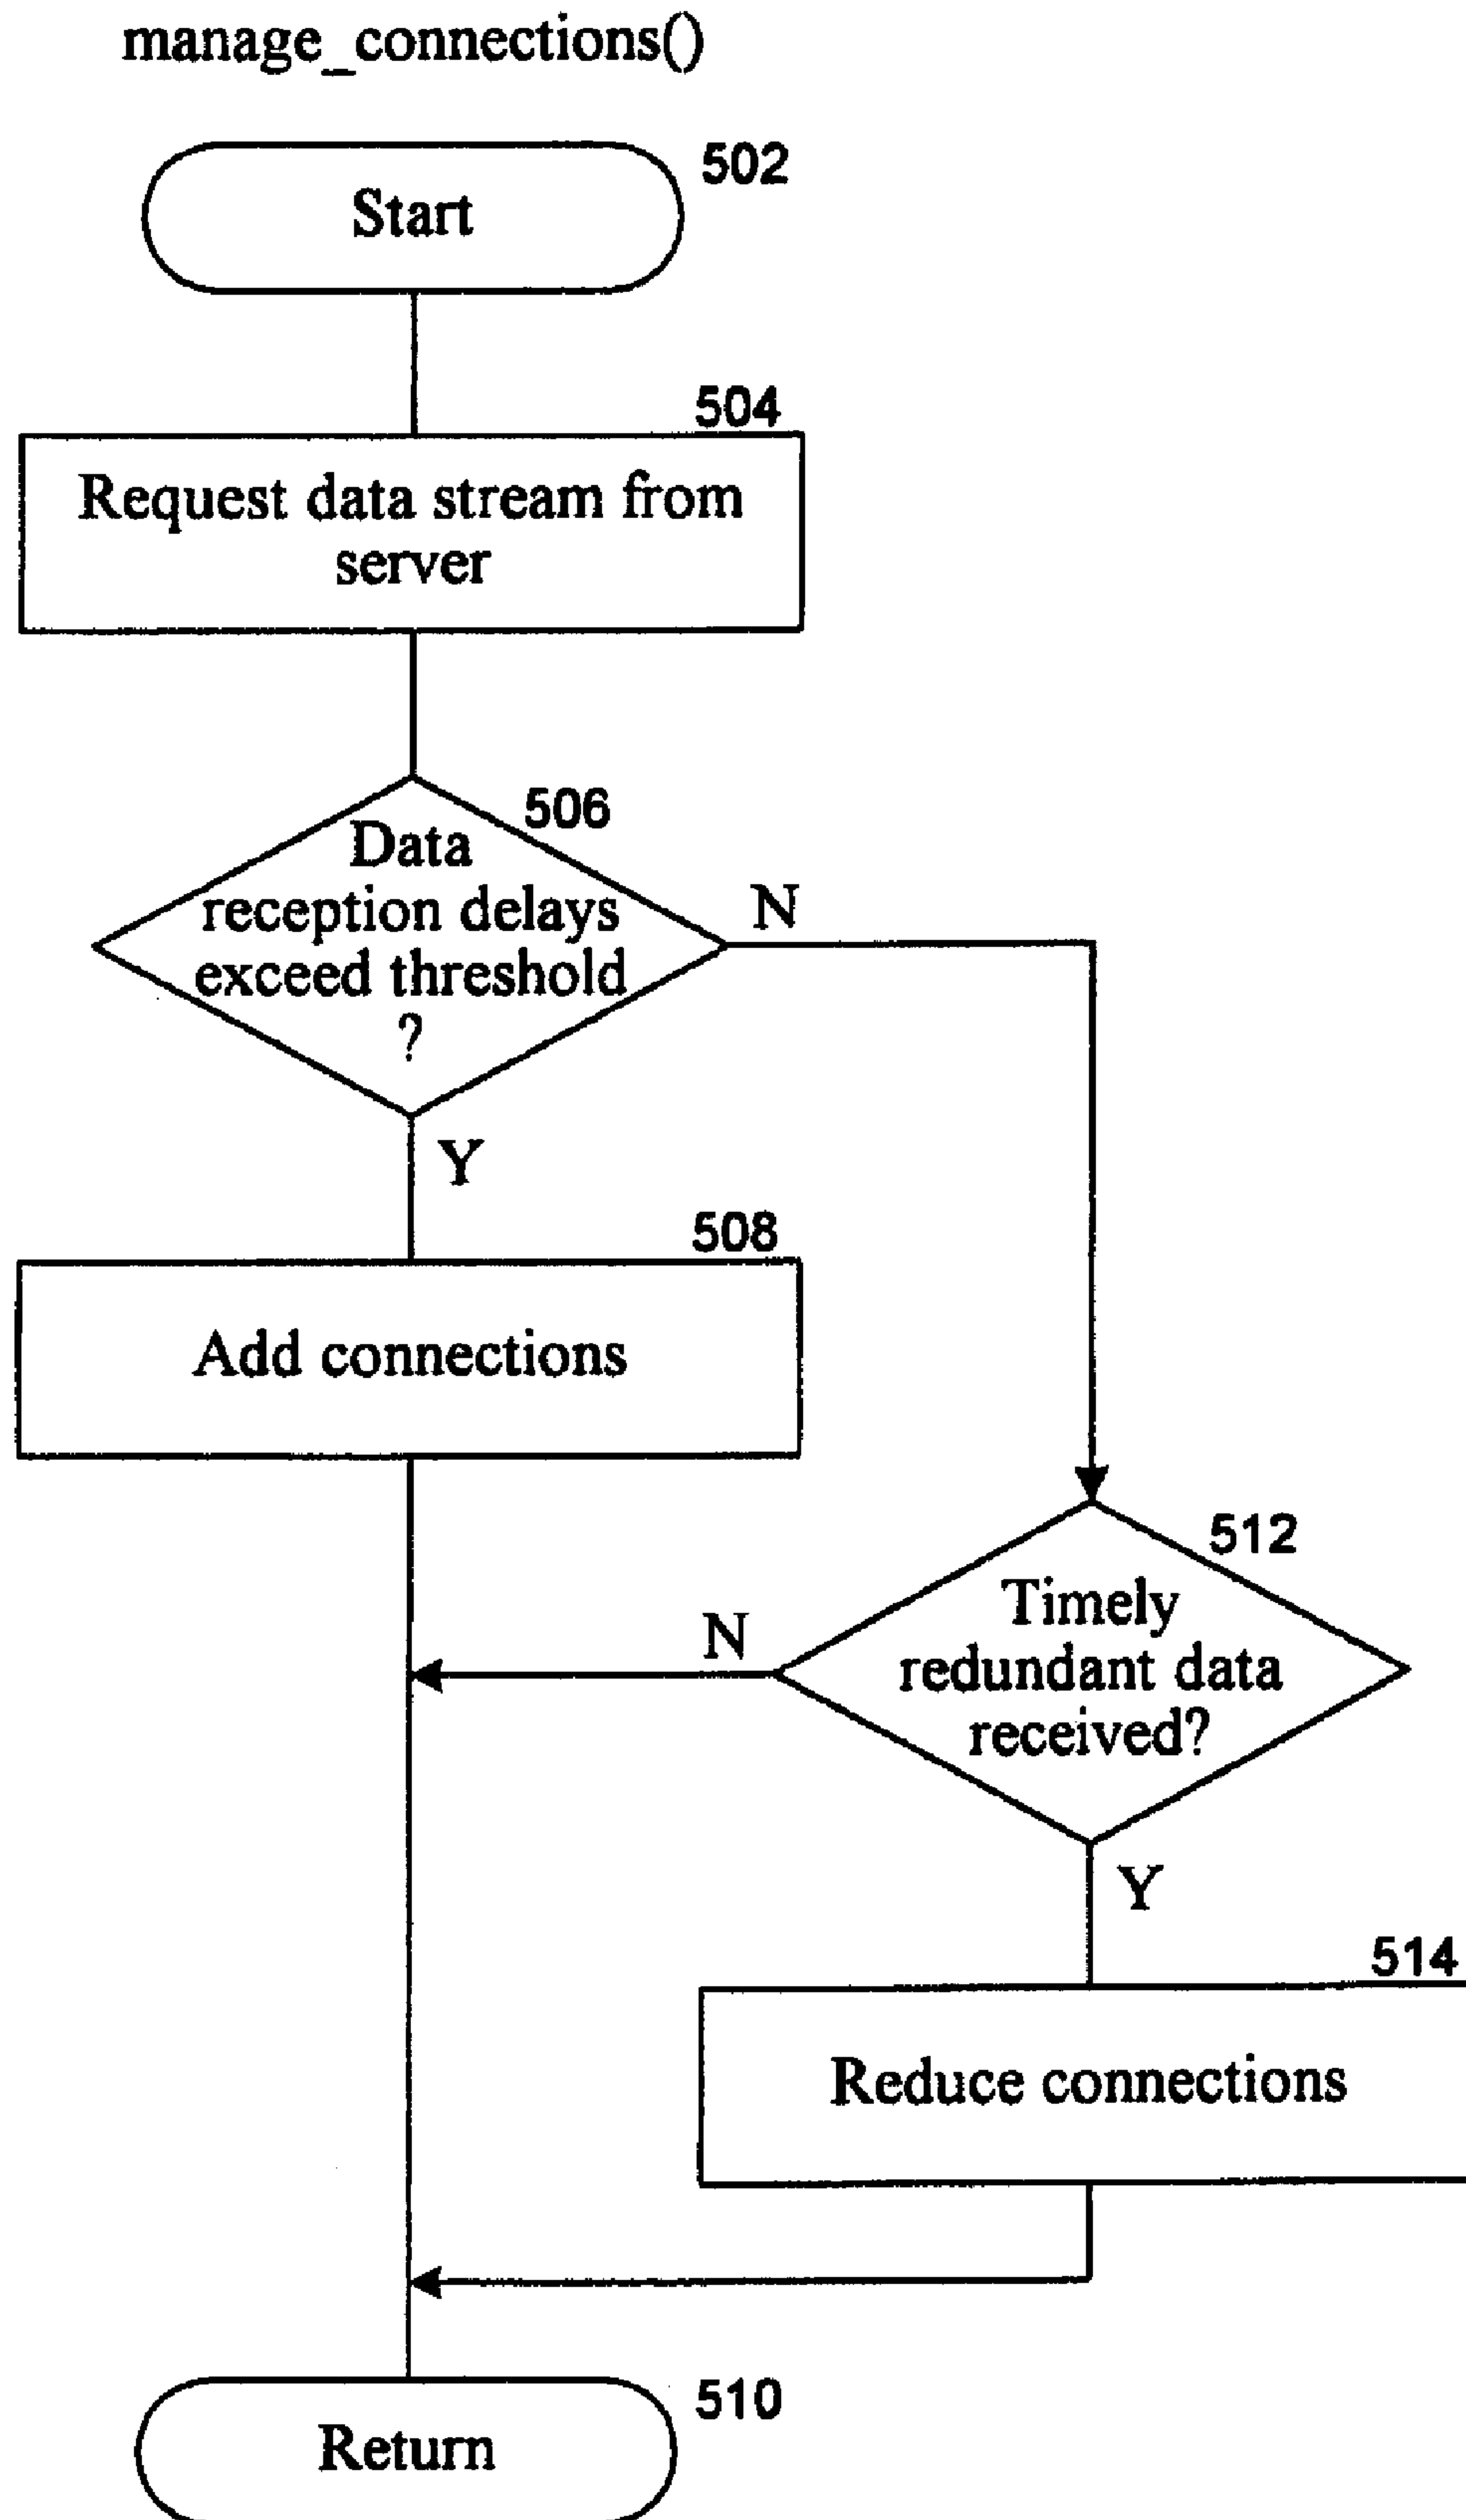 manage_connections()
502
Start
504
Request data stream from
server
506
Data
reception delays
exceed threshold
?
N
Y
508
Add connections
512
Timely
redundant data
received?
N
Y
514
Reduce connections
510
Return